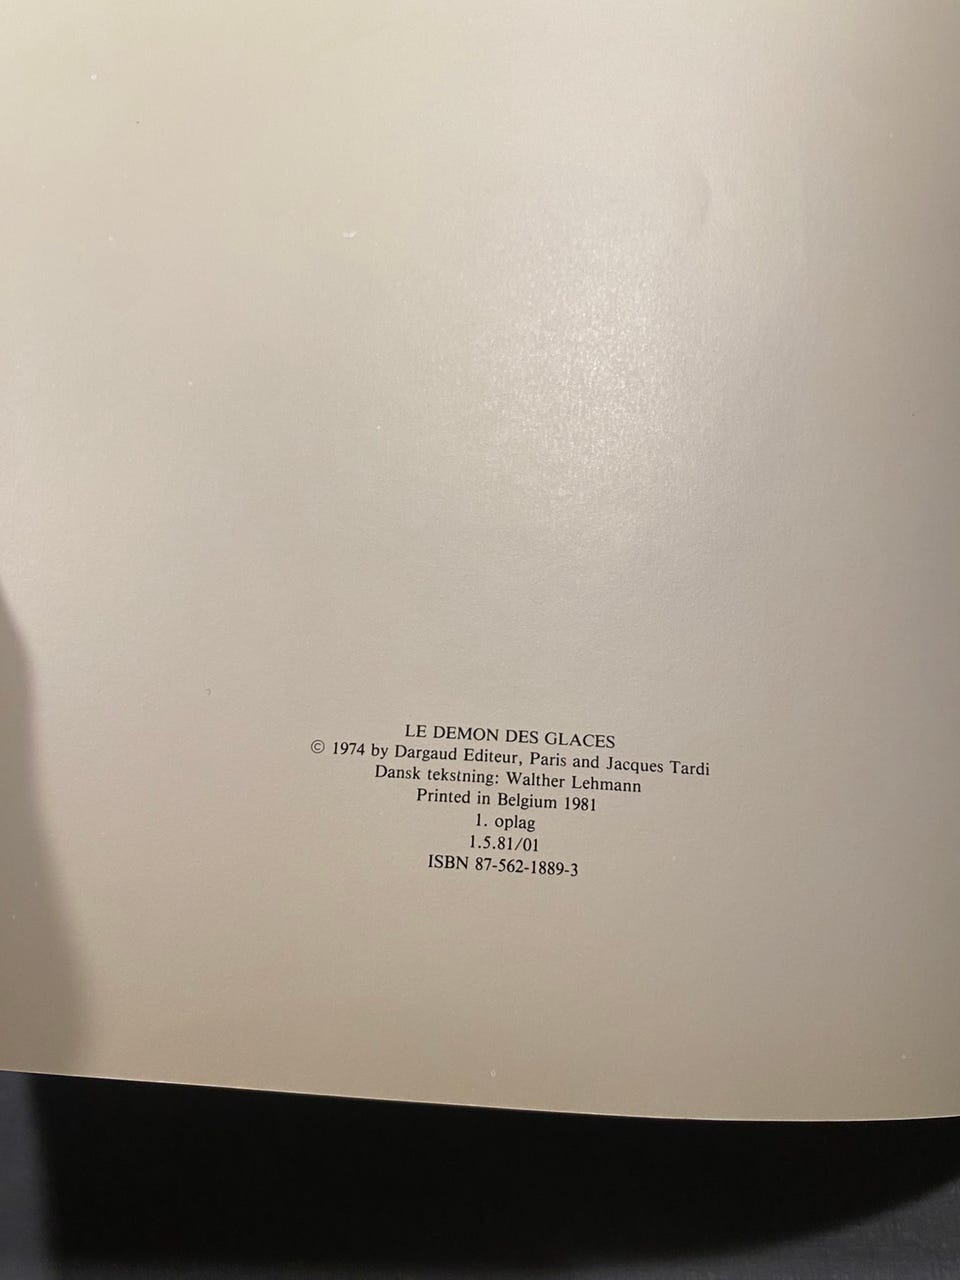 LE DEMON DES GLACES
© 1974 by Dargaud Editeur, Paris and Jacques Tardi
Dansk tekstning: Walther Lehmann
Printed in Belgium 1981
1. oplag
1.5.81/01
ISBN 87-562-1889-3